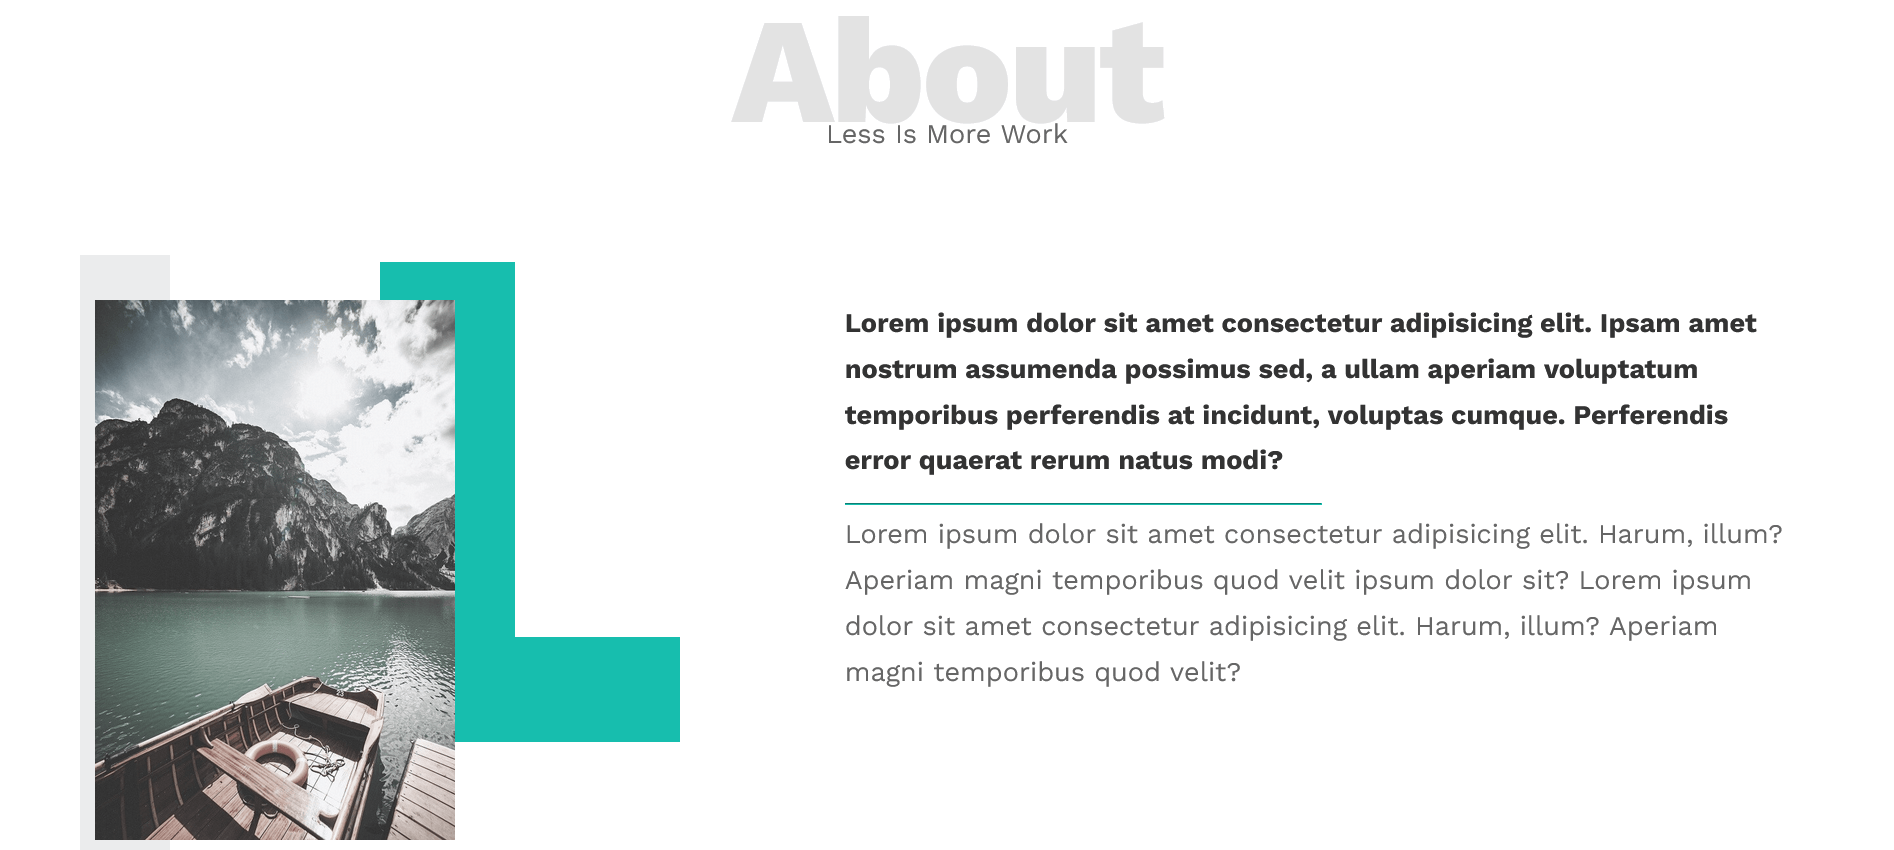 About
Less Is More Work
Lorem ipsum dolor sit amet consectetur adipisicing elit. Ipsam amet
nostrum assumenda possimus sed, a ullam aperiam voluptatum
temporibus perferendis at incidunt, voluptas cumque. Perferendis
error quaerat rerum natus modi?
Lorem ipsum dolor sit amet consectetur adipisicing elit. Harum, illum?
Aperiam magni temporibus quod velit ipsum dolor sit? Lorem ipsum
dolor sit amet consectetur adipisicing elit. Harum, illum? Aperiam
magni temporibus quod velit?
23